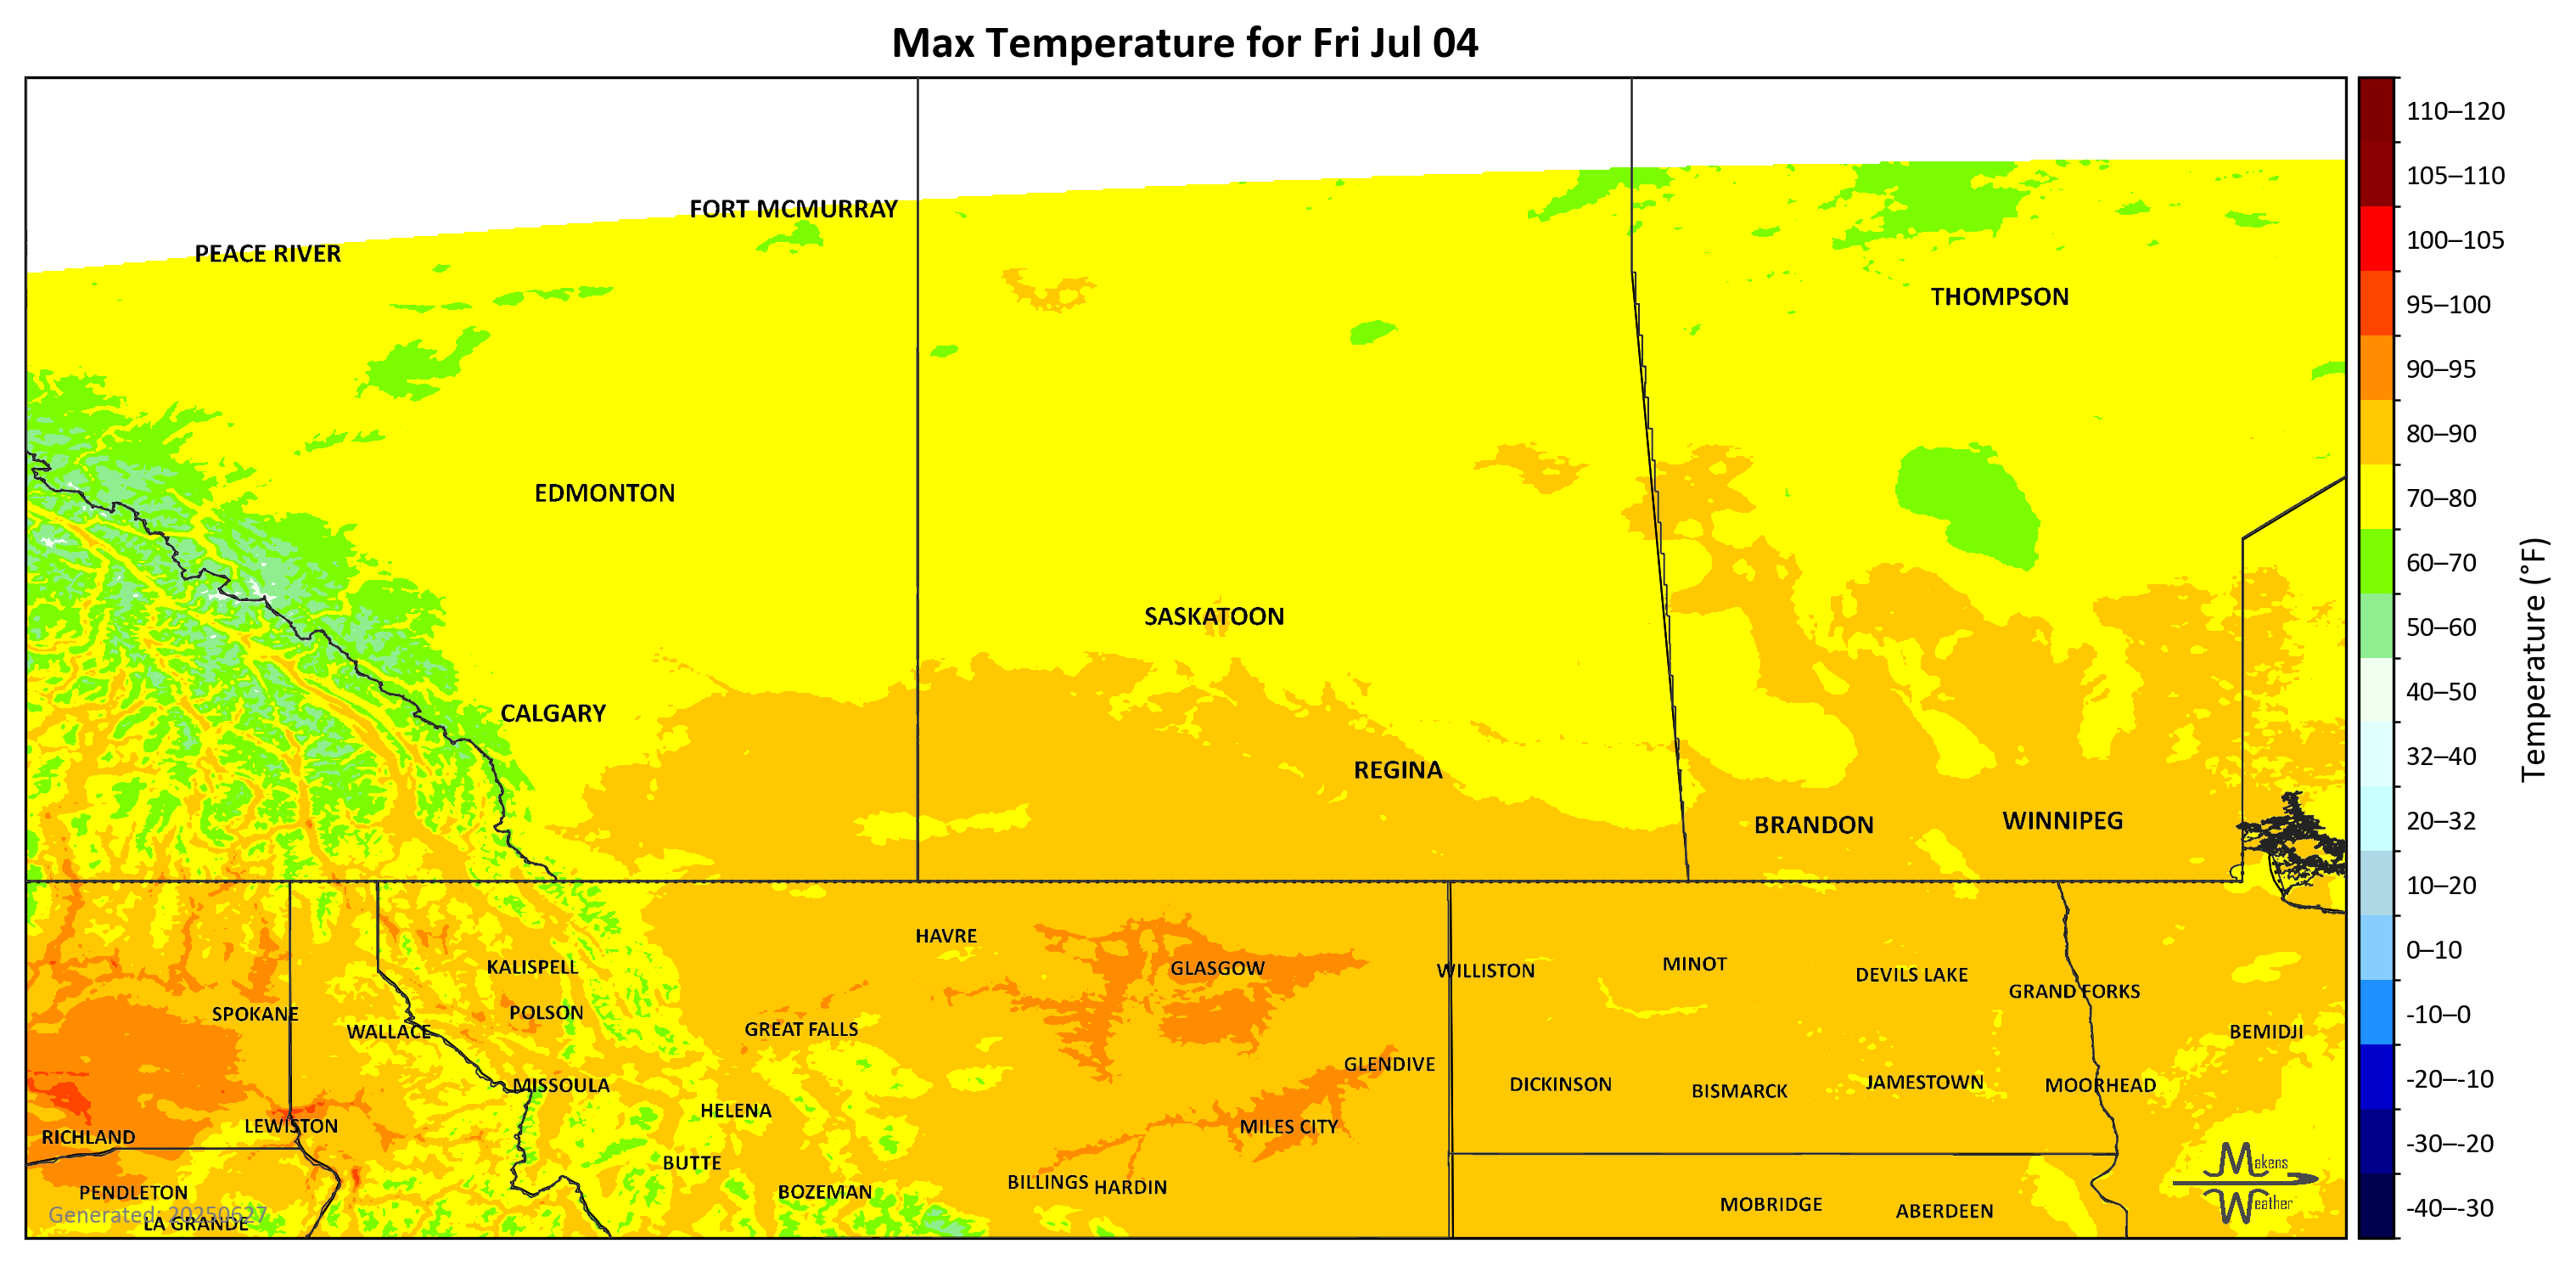 Max Temperature for Fri Jul 04
110–120
105–110
100–105
95–100
90–95
80–90
70–80
60–70
50–60
40–50
32–40
20–32
10–20
0–10
-10–0
-20–-10
-30–-20
-40–-30
Temperature (°F)
FORT MCMURRAY
PEACE RIVER
THOMPSON
EDMONTON
SASKATOON
CALGARY
REGINA
BRANDON
WINNIPEG
HAVRE
KALISPELL
GLASGOW
WILLISTON
MINOT
DEVILS LAKE
GRAND FORKS
SPOKANE
POLSON
WALLACE
GREAT FALLS
BEMIDJI
GLENDIVE
MISSOULA
DICKINSON
BISMARCK
JAMESTOWN
MOORHEAD
HELENA
LEWISTON
MILES CITY
RICHLAND
BUTTE
BILLINGS
HARDIN
PENDLETON
BOZEMAN
MOBRIDGE
ABERDEEN
LA GRANDE
Generated: 20250627
Makens
Weather